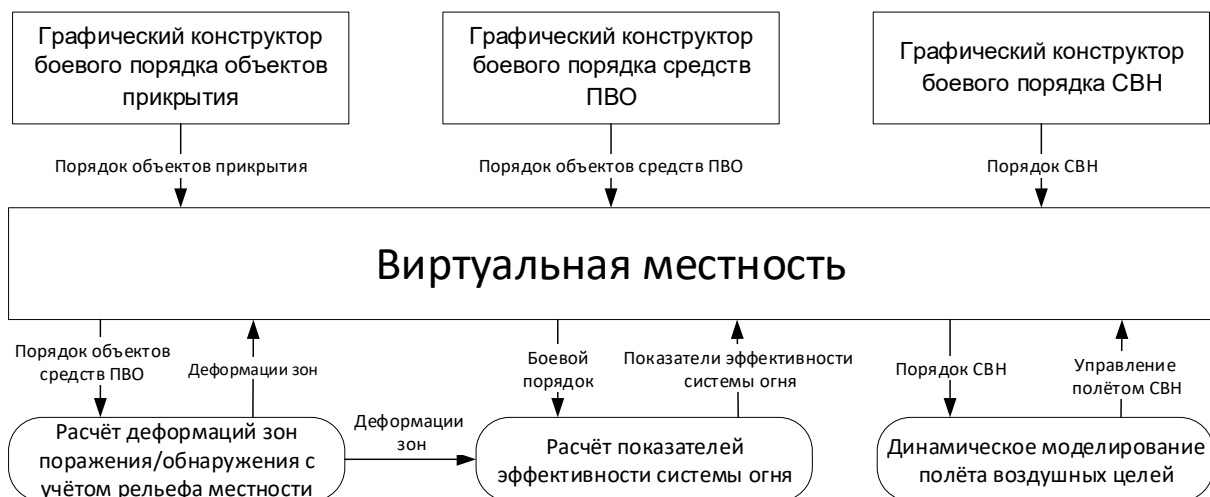 Графический конструктор
боевого порядка объектов
прикрытия
Графический конструктор
боевого порядка средств
ПВО
Графический конструктор
боевого порядка СВН
Порядок объектов прикрытия
Порядок объектов средств ПВО
Порядок СВН
Виртуальная местность
Порядок объектов
средств ПВО
Деформации зон
Боевой
порядок
Показатели эффективности
системы огня
Порядок СВН
Управление
полётом СВН
Расчёт деформаций зон
поражения/обнаружения с
учётом рельефа местности
Деформации
зон
Расчёт показателей
эффективности системы огня
Динамическое моделирование
полёта воздушных целей